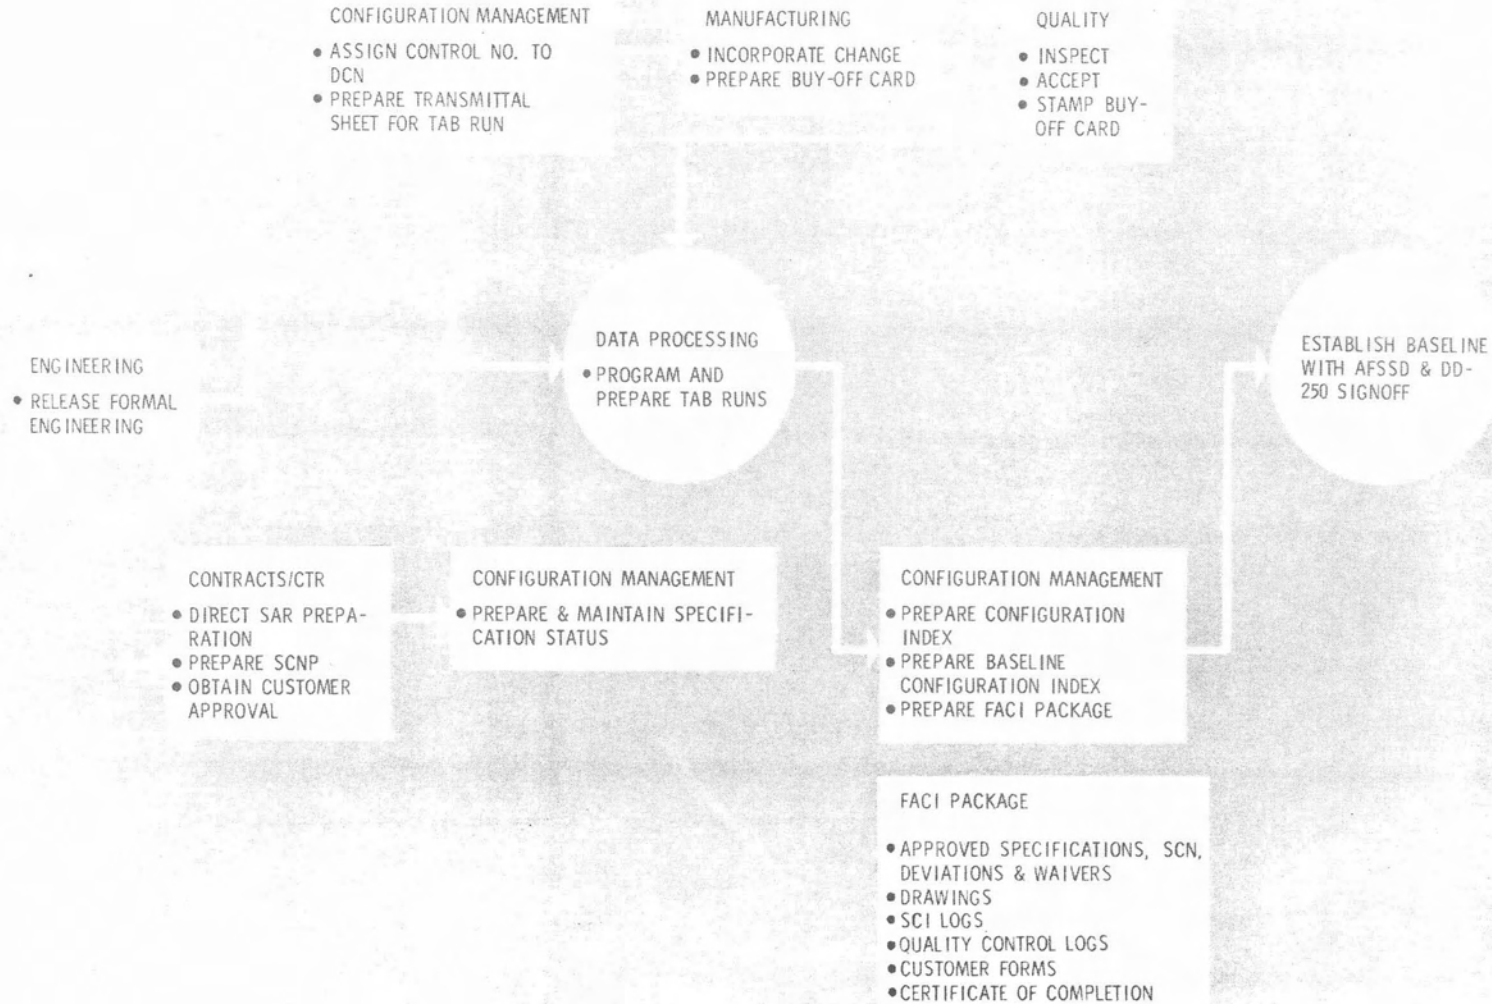 CONFIGURATION MANAGEMENT
• ASSIGN CONTROL NO. TO
DCN
• PREPARE TRANSMITTAL
SHEET FOR TAB RUN
MANUFACTURING
• INCORPORATE CHANGE
• PREPARE BUY-OFF CARD
QUALITY
• INSPECT
• ACCEPT
• STAMP BUY-
OFF CARD
ENGINEERING
• RELEASE FORMAL
ENGINEERING
DATA PROCESSING
• PROGRAM AND
PREPARE TAB RUNS
ESTABLISH BASELINE
WITH AFSSD & DD-
250 SIGNOFF
CONTRACTS/CTR
• DIRECT SAR PREPA-
RATION
• PREPARE SCNP
• OBTAIN CUSTOMER
APPROVAL
CONFIGURATION MANAGEMENT
• PREPARE & MAINTAIN SPECIFI-
CATION STATUS
CONFIGURATION MANAGEMENT
• PREPARE CONFIGURATION
INDEX
• PREPARE BASELINE
CONFIGURATION INDEX
• PREPARE FACI PACKAGE
FACI PACKAGE
• APPROVED SPECIFICATIONS, SCN,
DEVIATIONS & WAIVERS
• DRAWINGS
• SCI LOGS
• QUALITY CONTROL LOGS
• CUSTOMER FORMS
• CERTIFICATE OF COMPLETION